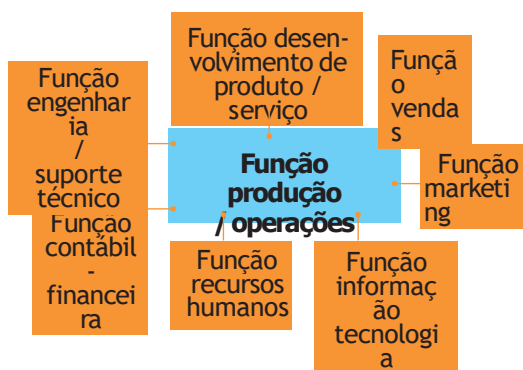 Função desen-
volvimento de
produto /
serviço
Função
engenhar
ia
/
suporte
técnico
Funçã
o
venda
s
Função
produção
/ operações
Função
marketi
ng
Função
contábil
-
financei
ra
Função
recursos
humanos
Função
informaç
ão
tecnologi
a